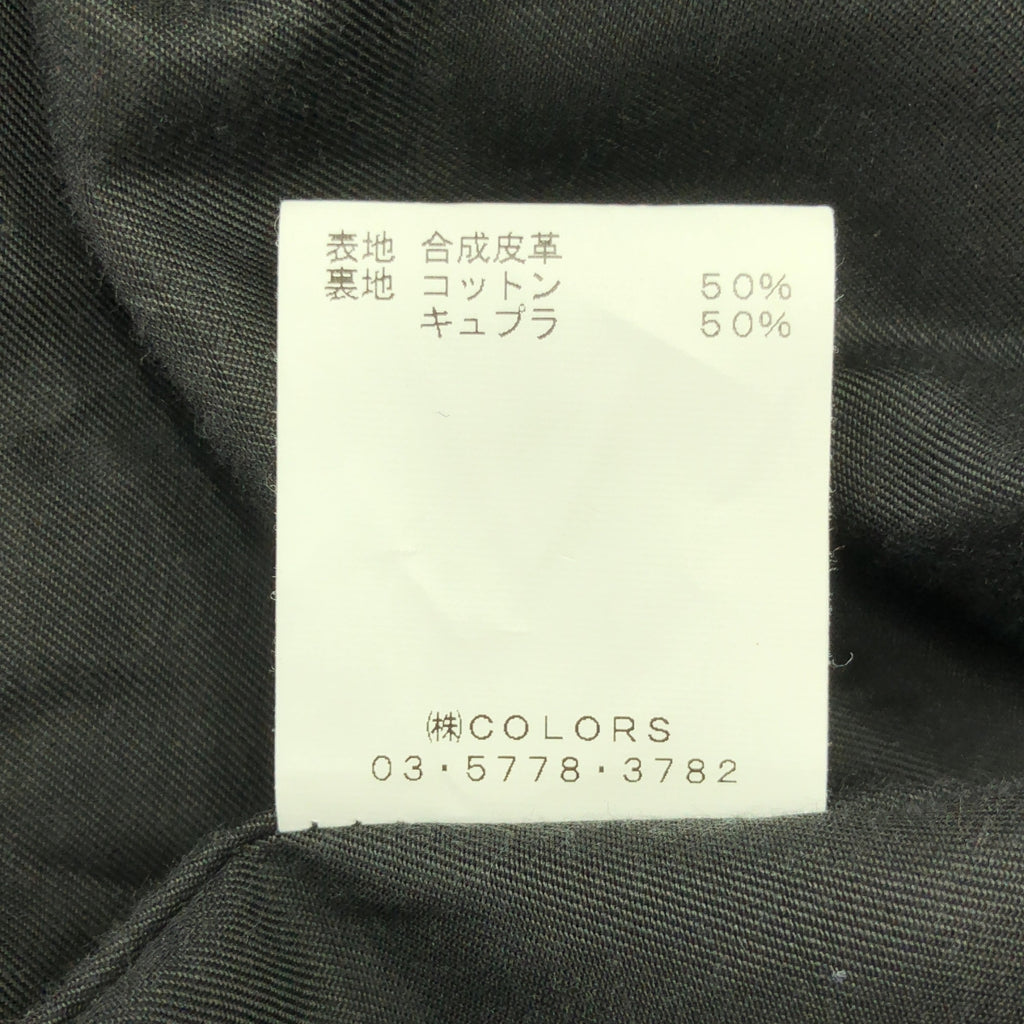 表地 合成皮革
裏地 コットン 50%
キュプラ 50%
㈱COLORS
03・5778・3782